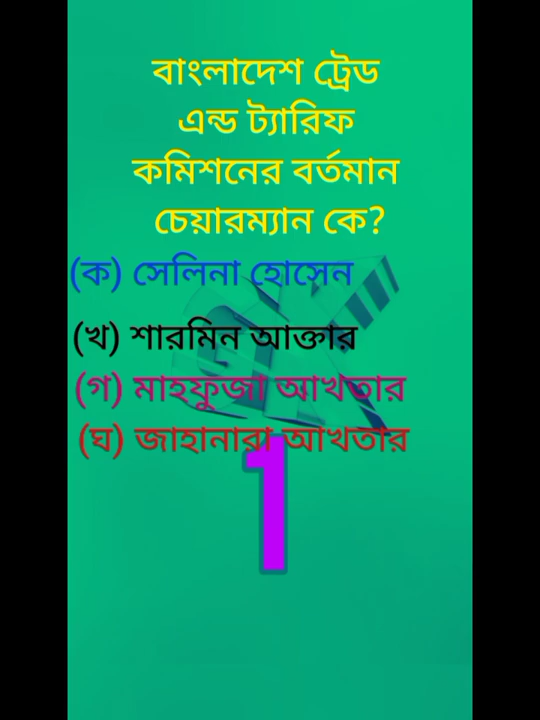 বাংলাদেশ ট্রেড
এন্ড ট্যারিফ
কমিশনের বর্তমান
চেয়ারম্যান কে?
(ক) সেলিনা হোসেন
(খ) শারমিন আক্তার
(গ) মাহফুজা আখতার
(ঘ) জাহানারা আখতার
1